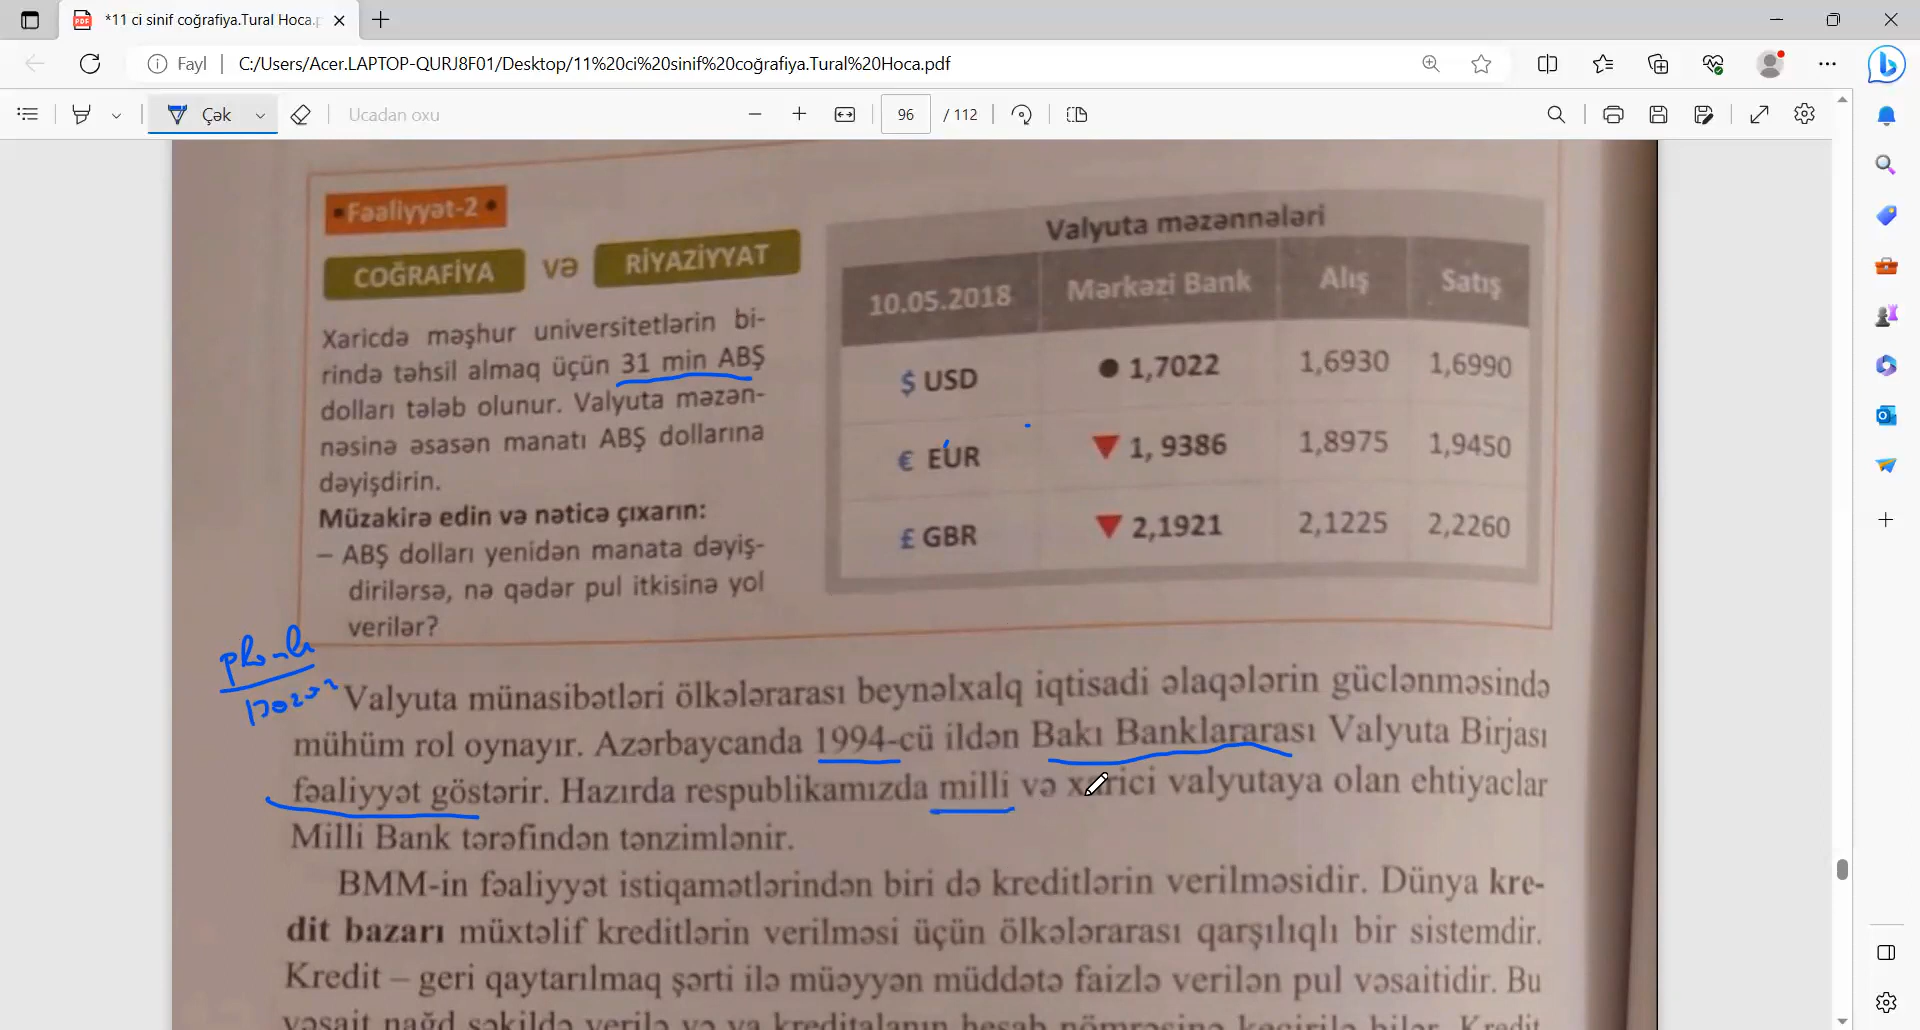 *11 ci sinif coğrafiya.Tural Hoca.p
Fayl C:/Users/Acer.LAPTOP-QURJ8F01/Desktop/11%20ci%20sinif%20coğrafiya.Tural%20Hoca.pdf
Çək Ucadan oxu 96 / 112
•Fəaliyyət-2•
COĞRAFİYA və RİYAZİYYAT
Xaricdə məşhur universitetlərin bi-
rində təhsil almaq üçün 31 min ABŞ
dolları tələb olunur. Valyuta məzən-
nəsinə əsasən manatı ABŞ dollarına
dəyişdirin.
Müzakirə edin və nəticə çıxarın:
– ABŞ dolları yenidən manata dəyiş-
dirilərsə, nə qədər pul itkisinə yol
verilər?
Valyuta məzənnələri
10.05.2018 Mərkəzi Bank Alış Satış
$ USD 1,7022 1,6930 1,6990
€ EUR 1,9386 1,8975 1,9450
£ GBR 2,1921 2,1225 2,2260
Valyuta münasibətləri ölkələrarası beynəlxalq iqtisadi əlaqələrin güclənməsində
mühüm rol oynayır. Azərbaycanda 1994-cü ildən Bakı Banklararası Valyuta Birjası
fəaliyyət göstərir. Hazırda respublikamızda milli və xarici valyutaya olan ehtiyaclar
Milli Bank tərəfindən tənzimlənir.
BMM-in fəaliyyət istiqamətlərindən biri də kreditlərin verilməsidir. Dünya kre-
dit bazarı müxtəlif kreditlərin verilməsi üçün ölkələrarası qarşılıqlı bir sistemdir.
Kredit – geri qaytarılmaq şərti ilə müəyyən müddətə faizlə verilən pul vəsaitidir. Bu